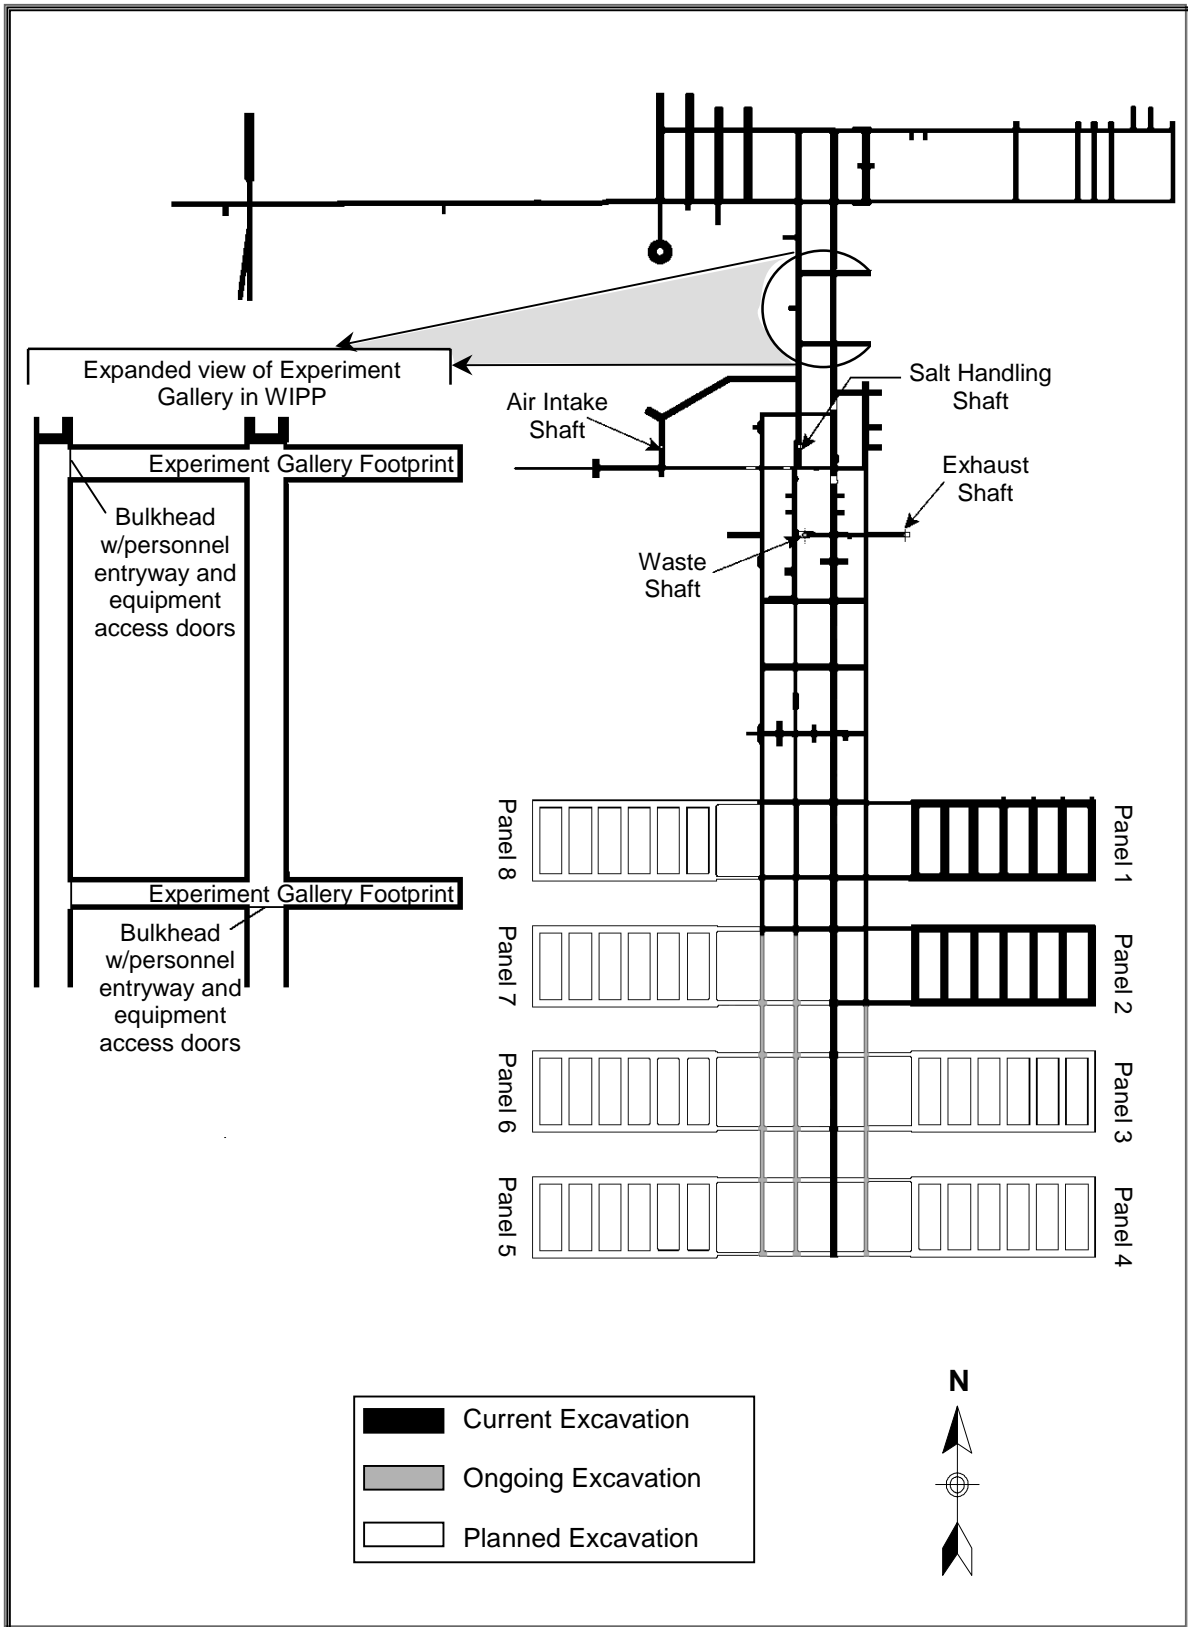 Expanded view of Experiment
Gallery in WIPP
Salt Handling
Shaft
Air Intake
Shaft
Experiment Gallery Footprint
Exhaust
Shaft
Bulkhead
w/personnel
entryway and
equipment
access doors
Waste
Shaft
Panel 8
Panel 1
Experiment Gallery Footprint
Bulkhead
w/personnel
entryway and
equipment
access doors
Panel 7
Panel 2
Panel 6
Panel 3
Panel 5
Panel 4
N
Current Excavation
Ongoing Excavation
Planned Excavation